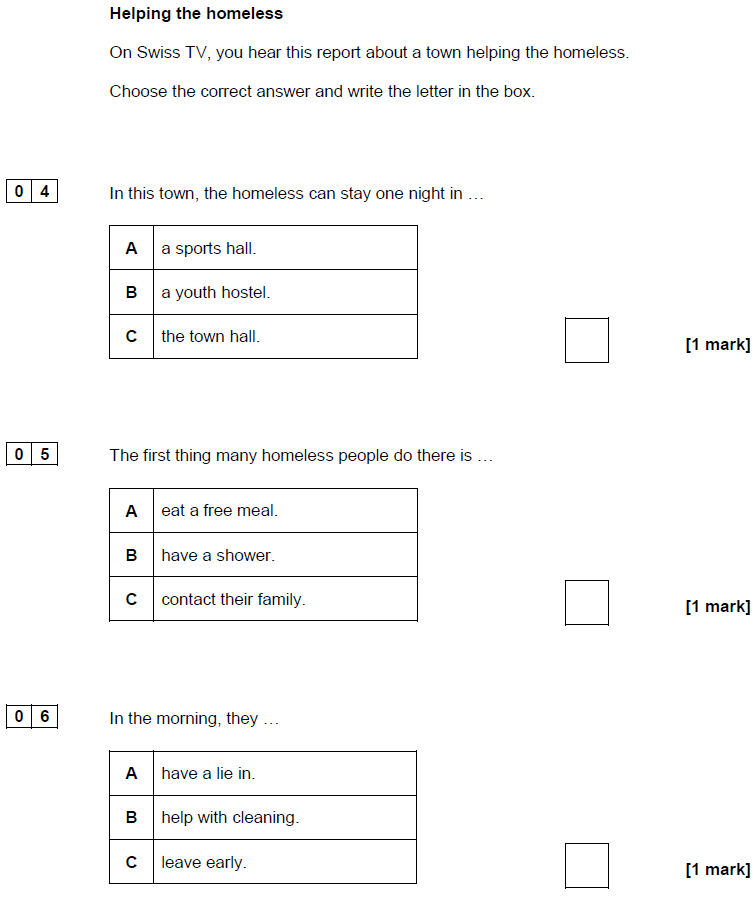 Helping the homeless
On Swiss TV, you hear this report about a town helping the homeless.
Choose the correct answer and write the letter in the box.
0 4 In this town, the homeless can stay one night in …
A a sports hall.
B a youth hostel.
C the town hall.
[1 mark]
0 5 The first thing many homeless people do there is …
A eat a free meal.
B have a shower.
C contact their family.
[1 mark]
0 6 In the morning, they …
A have a lie in.
B help with cleaning.
C leave early.
[1 mark]